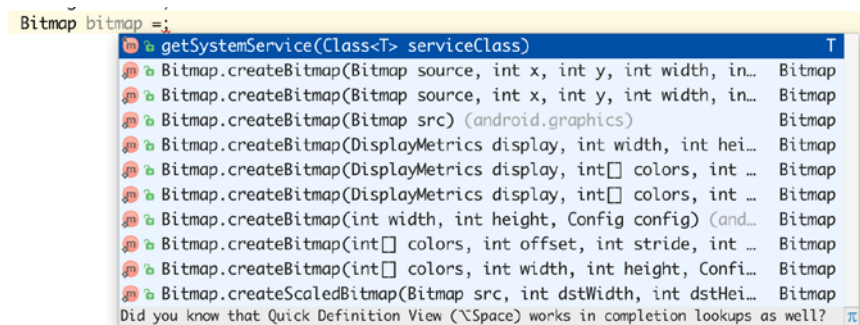 Bitmap bitmap =;
getSystemService(Class<T> serviceClass) T
Bitmap.createBitmap(Bitmap source, int x, int y, int width, in… Bitmap
Bitmap.createBitmap(Bitmap source, int x, int y, int width, in… Bitmap
Bitmap.createBitmap(Bitmap src) (android.graphics) Bitmap
Bitmap.createBitmap(DisplayMetrics display, int width, int hei… Bitmap
Bitmap.createBitmap(DisplayMetrics display, int[] colors, int … Bitmap
Bitmap.createBitmap(DisplayMetrics display, int[] colors, int … Bitmap
Bitmap.createBitmap(int width, int height, Config config) (and… Bitmap
Bitmap.createBitmap(int[] colors, int offset, int stride, int … Bitmap
Bitmap.createBitmap(int[] colors, int width, int height, Confi… Bitmap
Bitmap.createScaledBitmap(Bitmap src, int dstWidth, int dstHei… Bitmap
Did you know that Quick Definition View (⌥Space) works in completion lookups as well? π